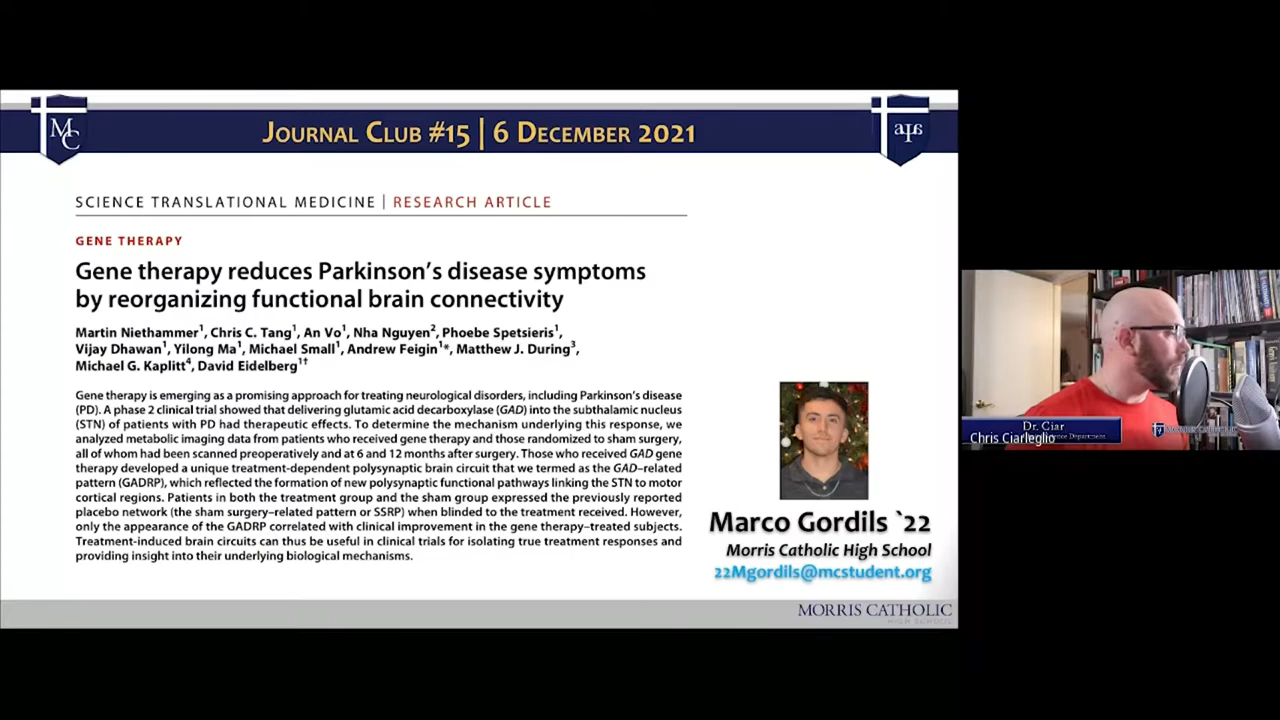 MC
JOURNAL CLUB #15 | 6 DECEMBER 2021
SCIENCE TRANSLATIONAL MEDICINE | RESEARCH ARTICLE
GENE THERAPY
Gene therapy reduces Parkinson's disease symptoms
by reorganizing functional brain connectivity
Martin Niethammer¹, Chris C. Tang¹, An Vo¹, Nha Nguyen², Phoebe Spetsieris¹,
Vijay Dhawan¹, Yilong Ma¹, Michael Small¹, Andrew Feigin¹*, Matthew J. During³,
Michael G. Kaplitt⁴, David Eidelberg¹†
Gene therapy is emerging as a promising approach for treating neurological disorders, including Parkinson's disease
(PD). A phase 2 clinical trial showed that delivering glutamic acid decarboxylase (GAD) into the subthalamic nucleus
(STN) of patients with PD had therapeutic effects. To determine the mechanism underlying this response, we
analyzed metabolic imaging data from patients who received gene therapy and those randomized to sham surgery,
all of whom had been scanned preoperatively and at 6 and 12 months after surgery. Those who received GAD gene
therapy developed a unique treatment-dependent polysynaptic brain circuit that we termed as the GAD–related
pattern (GADRP), which reflected the formation of new polysynaptic functional pathways linking the STN to motor
cortical regions. Patients in both the treatment group and the sham group expressed the previously reported
placebo network (the sham surgery–related pattern or SSRP) when blinded to the treatment received. However,
only the appearance of the GADRP correlated with clinical improvement in the gene therapy–treated subjects.
Treatment-induced brain circuits can thus be useful in clinical trials for isolating true treatment responses and
providing insight into their underlying biological mechanisms.
Marco Gordils `22
Morris Catholic High School
22Mgordils@mcstudent.org
MORRIS CATHOLIC
HIGH SCHOOL
Dr. Ciar
Department
Chris Ciarleglio
MORRIS CATHOLIC